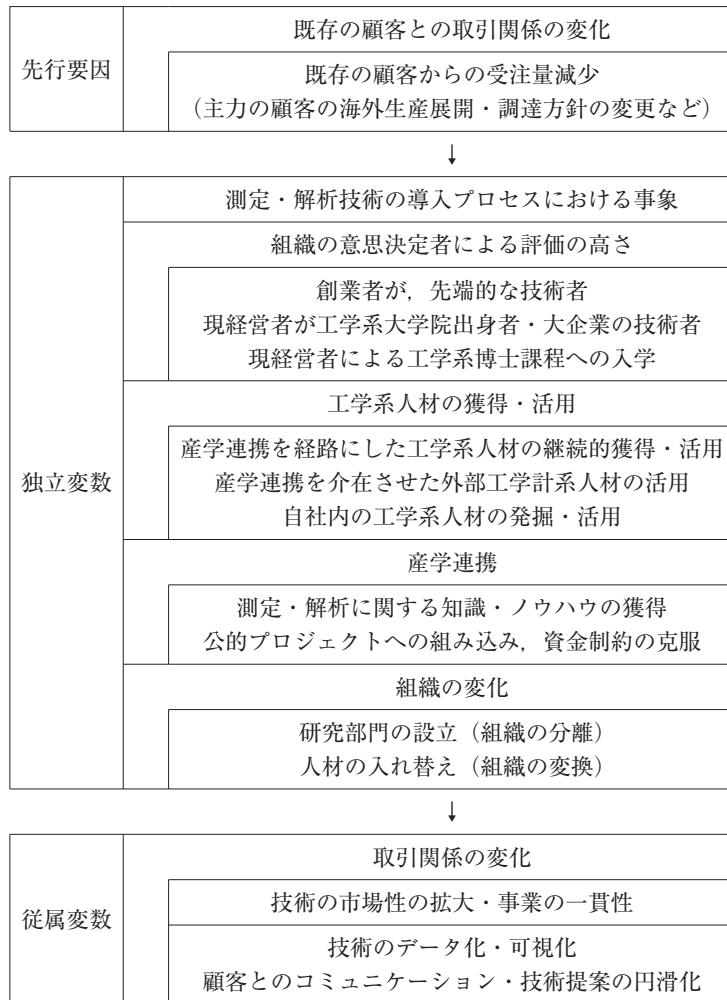 先行要因
既存の顧客との取引関係の変化
既存の顧客からの受注量減少
（主力の顧客の海外生産展開・調達方針の変更など）
↓
独立変数
測定・解析技術の導入プロセスにおける事象
組織の意思決定者による評価の高さ
創業者が，先端的な技術者
現経営者が工学系大学院出身者・大企業の技術者
現経営者による工学系博士課程への入学
工学系人材の獲得・活用
産学連携を経路にした工学系人材の継続的獲得・活用
産学連携を介在させた外部工学計系人材の活用
自社内の工学系人材の発掘・活用
産学連携
測定・解析に関する知識・ノウハウの獲得
公的プロジェクトへの組み込み，資金制約の克服
組織の変化
研究部門の設立（組織の分離）
人材の入れ替え（組織の変換）
↓
従属変数
取引関係の変化
技術の市場性の拡大・事業の一貫性
技術のデータ化・可視化
顧客とのコミュニケーション・技術提案の円滑化